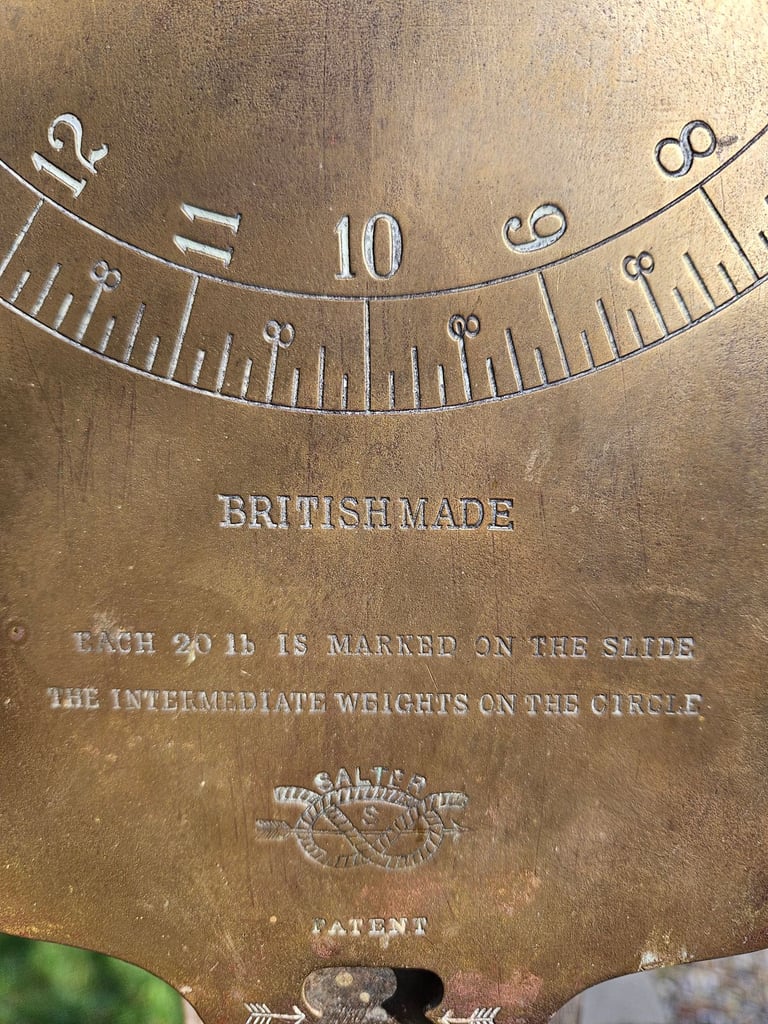 12 11 10 9 8
8 8 8 8
BRITISH MADE
EACH 20 lb IS MARKED ON THE SLIDE
THE INTERMEDIATE WEIGHTS ON THE CIRCLE
SALTER
S
PATENT